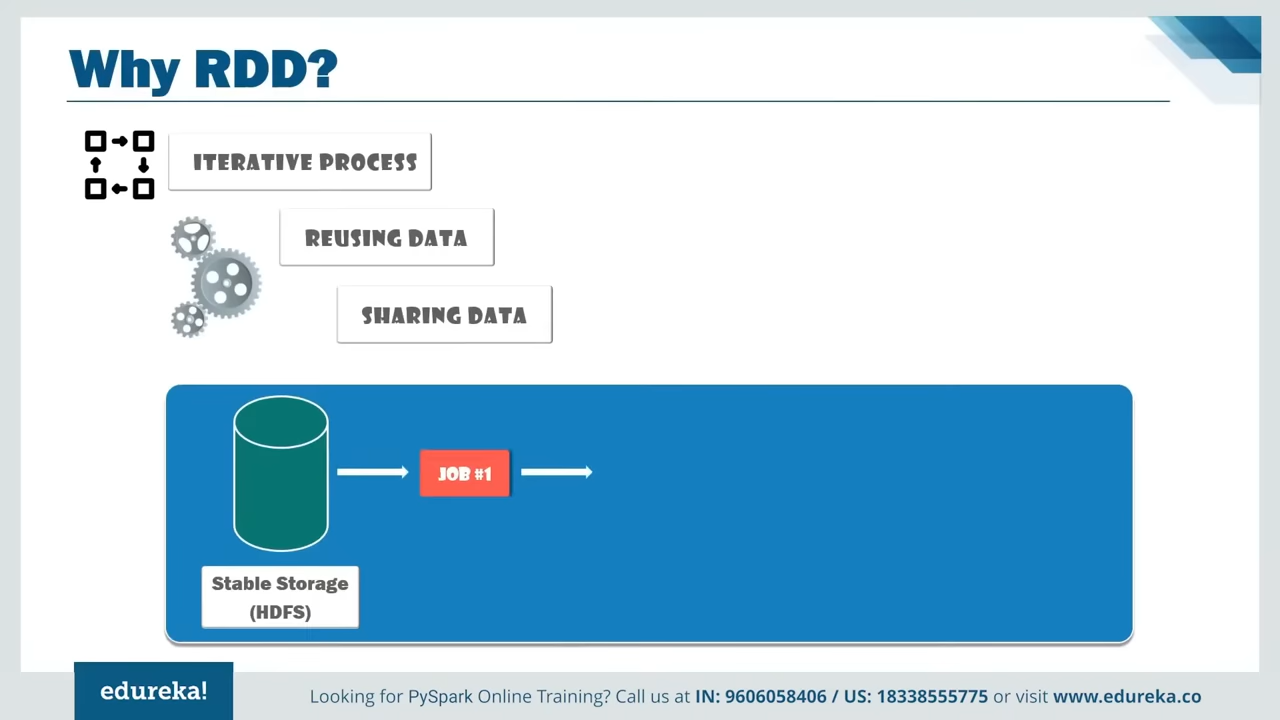 Why RDD?
ITERATIVE PROCESS
REUSING DATA
SHARING DATA
JOB #1
Stable Storage
(HDFS)
edureka!
Looking for PySpark Online Training? Call us at IN: 9606058406 / US: 18338555775 or visit www.edureka.co